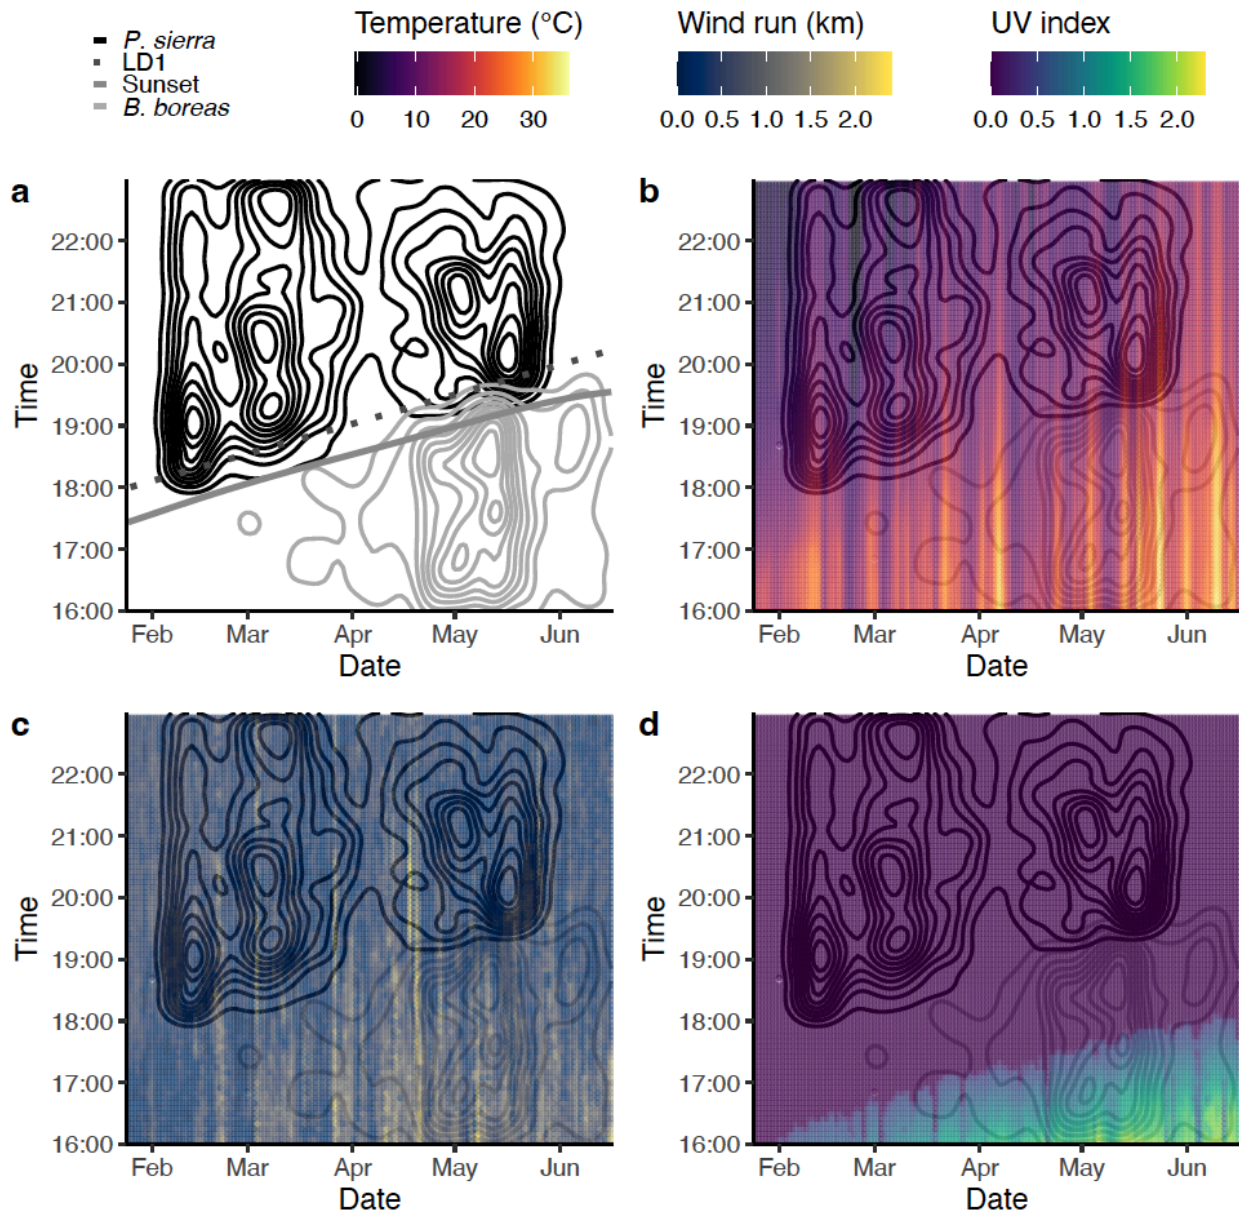 Temperature (°C)
Wind run (km)
UV index
P. sierra
LD1
Sunset
B. boreas
0 10 20 30
0.0 0.5 1.0 1.5 2.0
0.0 0.5 1.0 1.5 2.0
a
22:00
21:00
20:00
19:00
18:00
17:00
16:00
Time
Feb Mar Apr May Jun
Date
b
22:00
21:00
20:00
19:00
18:00
17:00
16:00
Time
Feb Mar Apr May Jun
Date
c
22:00
21:00
20:00
19:00
18:00
17:00
16:00
Time
Feb Mar Apr May Jun
Date
d
22:00
21:00
20:00
19:00
18:00
17:00
16:00
Time
Feb Mar Apr May Jun
Date